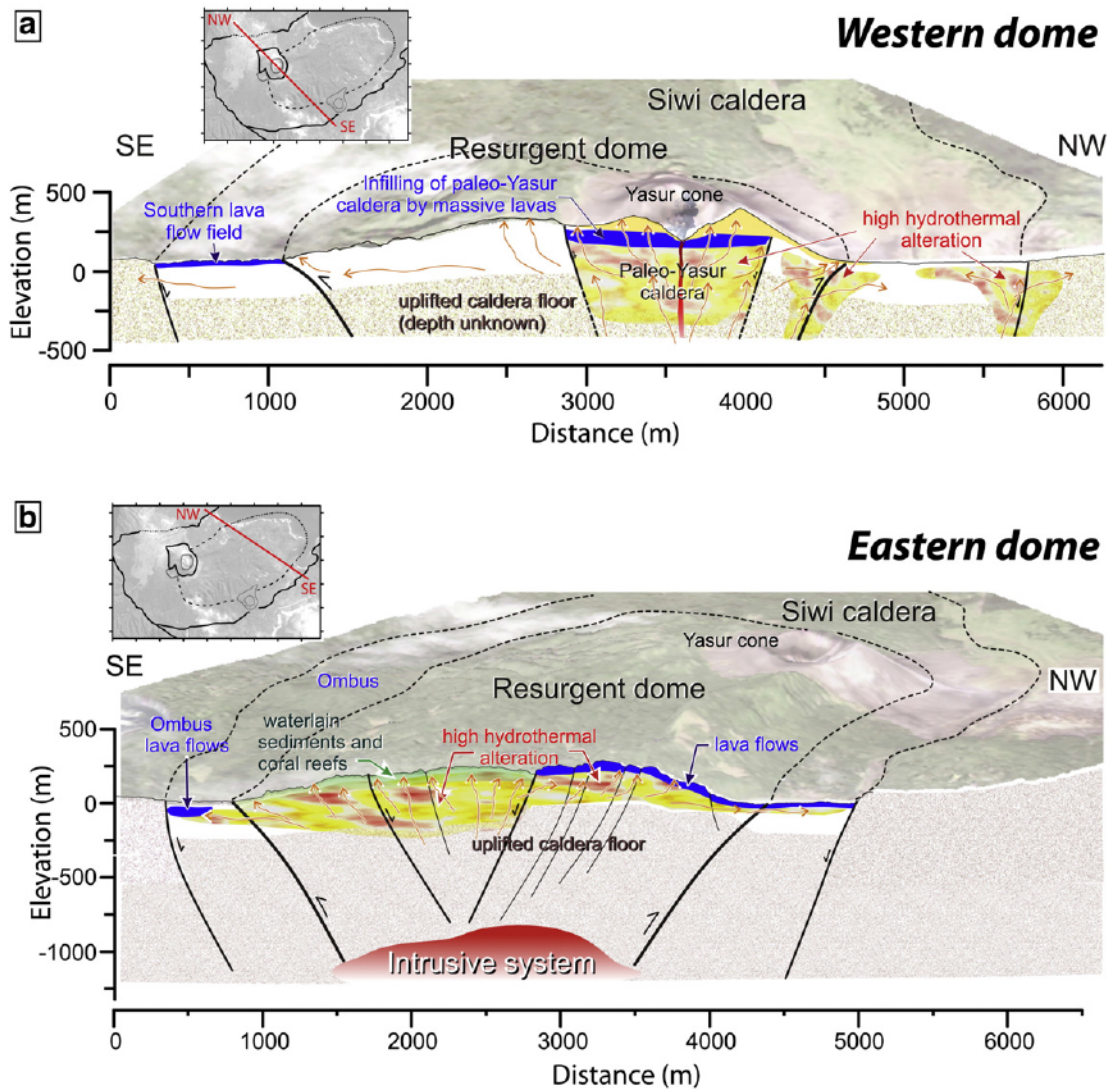 a
NW
SE
Western dome
Siwi caldera
SE
NW
Resurgent dome
Infilling of paleo-Yasur
caldera by massive lavas
Yasur cone
Southern lava
flow field
high hydrothermal
alteration
Paleo-Yasur
caldera
uplifted caldera floor
(depth unknown)
Elevation (m)
500
0
-500
0
1000
2000
3000
4000
5000
6000
Distance (m)
b
NW
SE
Eastern dome
Siwi caldera
Yasur cone
SE
NW
Ombus
Resurgent dome
Ombus
lava flows
waterlain
sediments and
coral reefs
high hydrothermal
alteration
lava flows
uplifted caldera floor
Intrusive system
Elevation (m)
500
0
-500
-1000
0
1000
2000
3000
4000
5000
6000
Distance (m)